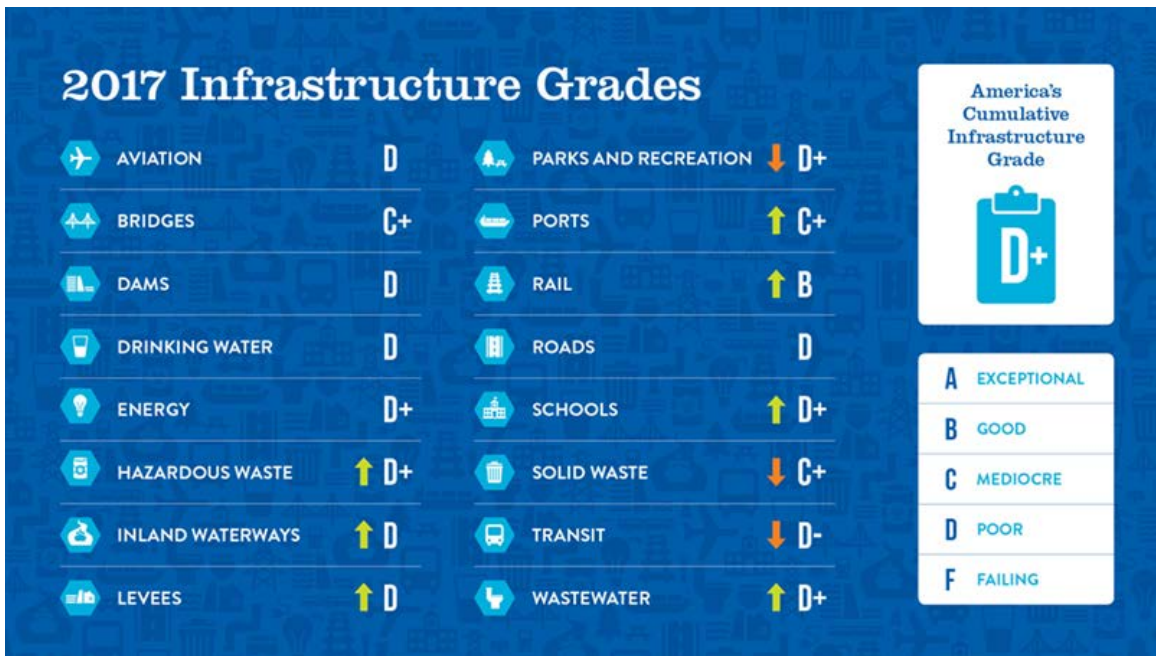 2017 Infrastructure Grades
AVIATION D
BRIDGES C+
DAMS D
DRINKING WATER D
ENERGY D+
HAZARDOUS WASTE D+
INLAND WATERWAYS D
LEVEES D
PARKS AND RECREATION D+
PORTS C+
RAIL B
ROADS D
SCHOOLS D+
SOLID WASTE C+
TRANSIT D-
WASTEWATER D+
America's
Cumulative
Infrastructure
Grade
D+
A EXCEPTIONAL
B GOOD
C MEDIOCRE
D POOR
F FAILING